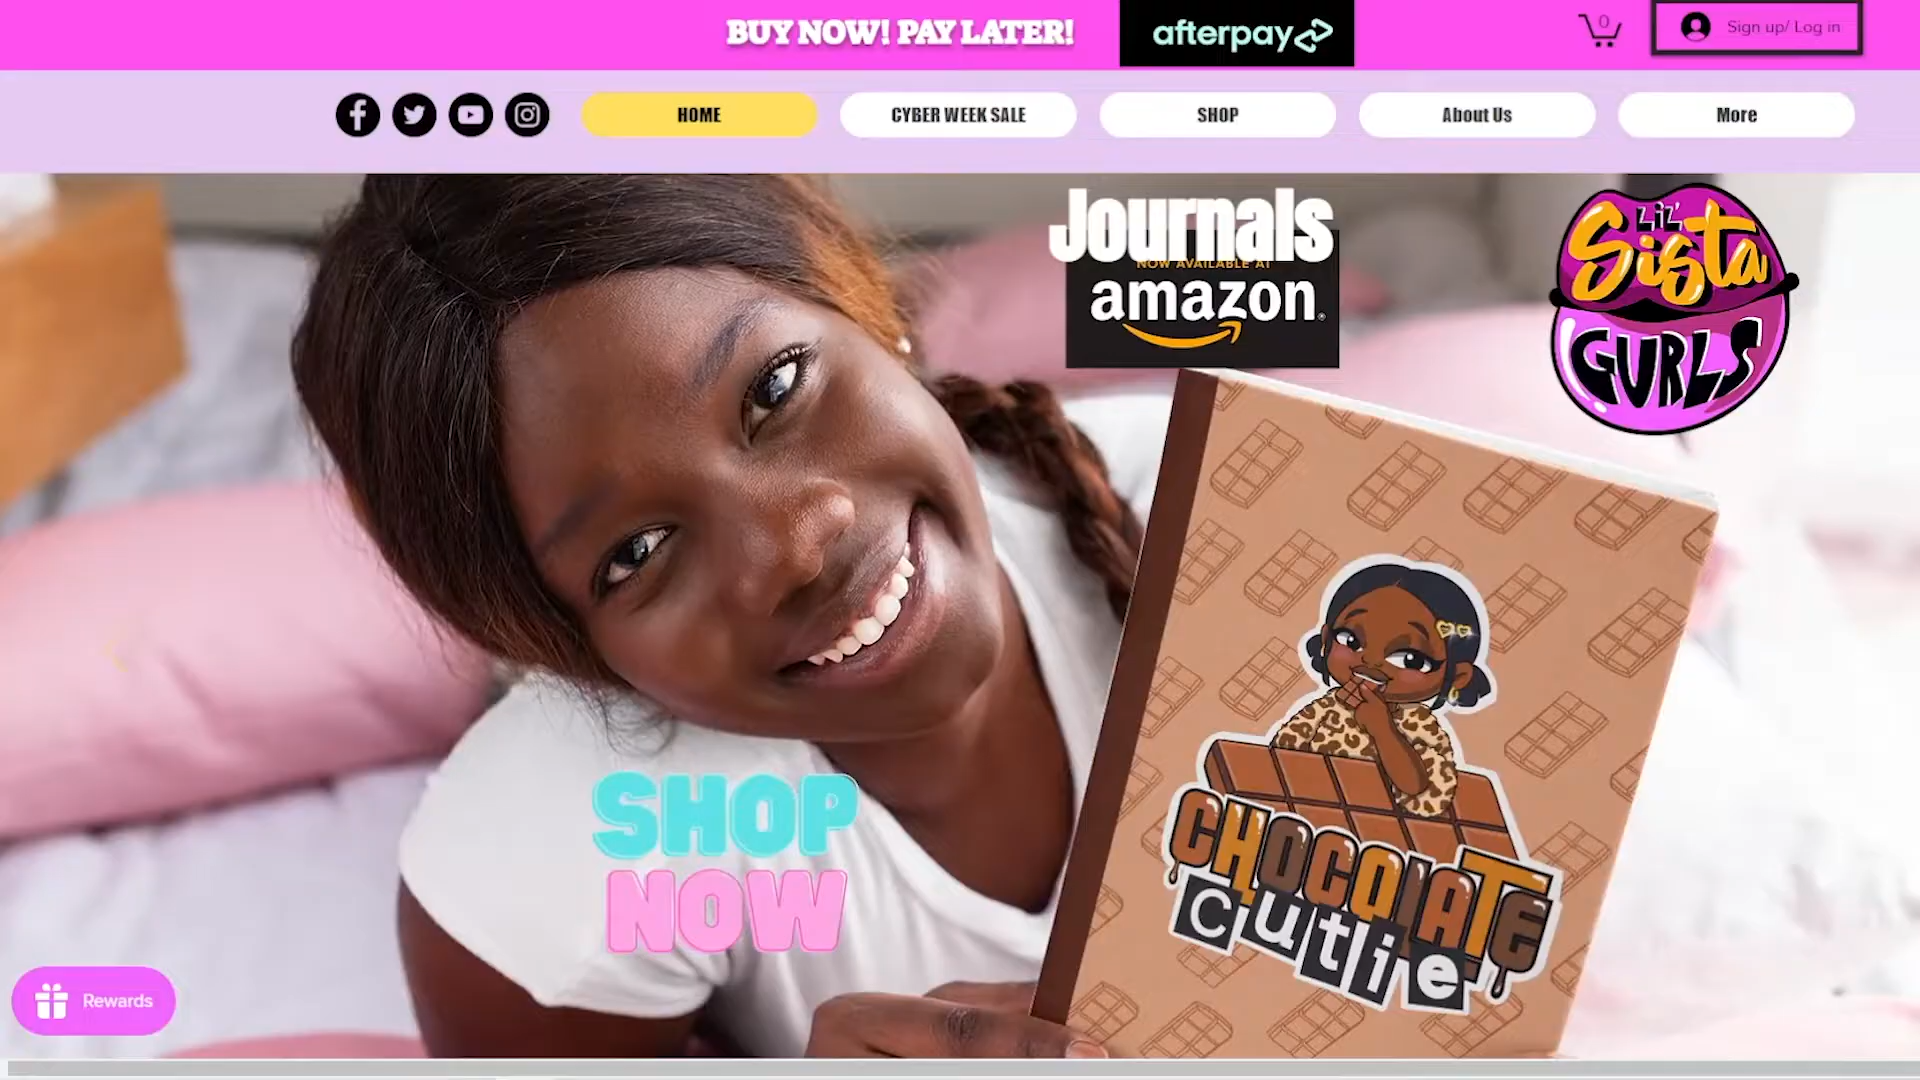 BUY NOW! PAY LATER!
afterpay
0
Sign up/ Log in
HOME
CYBER WEEK SALE
SHOP
About Us
More
Journals
NOW AVAILABLE AT
amazon
Liz'
Sista
GURLS
CHOCOLATE
cutie
SHOP
NOW
Rewards